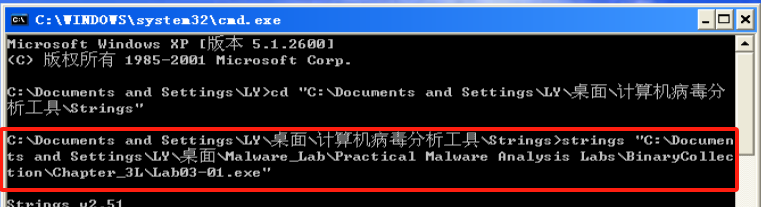 C:\WINDOWS\system32\cmd.exe
Microsoft Windows XP [版本 5.1.2600]
(C) 版权所有 1985-2001 Microsoft Corp.
C:\Documents and Settings\LY>cd "C:\Documents and Settings\LY\桌面\计算机病毒分
析工具\Strings"
C:\Documents and Settings\LY\桌面\计算机病毒分析工具\Strings>strings "C:\Documen
ts and Settings\LY\桌面\Malware_Lab\Practical Malware Analysis Labs\BinaryCollec
tion\Chapter_3L\Lab03-01.exe"
Strings v2.51